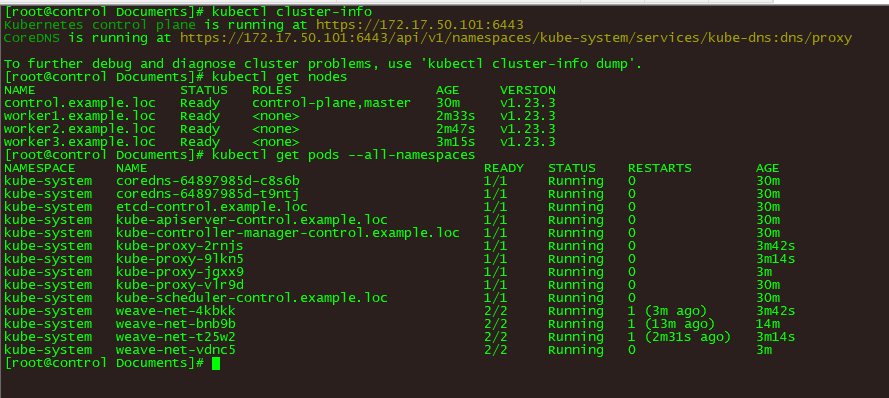 [root@control Documents]# kubectl cluster-info
Kubernetes control plane is running at https://172.17.50.101:6443
CoreDNS is running at https://172.17.50.101:6443/api/v1/namespaces/kube-system/services/kube-dns:dns/proxy

To further debug and diagnose cluster problems, use 'kubectl cluster-info dump'.
[root@control Documents]# kubectl get nodes
NAME STATUS ROLES AGE VERSION
control.example.loc Ready control-plane,master 30m v1.23.3
worker1.example.loc Ready <none> 2m33s v1.23.3
worker2.example.loc Ready <none> 2m47s v1.23.3
worker3.example.loc Ready <none> 3m15s v1.23.3
[root@control Documents]# kubectl get pods --all-namespaces
NAMESPACE NAME READY STATUS RESTARTS AGE
kube-system coredns-64897985d-c8s6b 1/1 Running 0 30m
kube-system coredns-64897985d-t9ntj 1/1 Running 0 30m
kube-system etcd-control.example.loc 1/1 Running 0 30m
kube-system kube-apiserver-control.example.loc 1/1 Running 0 30m
kube-system kube-controller-manager-control.example.loc 1/1 Running 0 30m
kube-system kube-proxy-2rnjs 1/1 Running 0 3m42s
kube-system kube-proxy-9lkn5 1/1 Running 0 3m14s
kube-system kube-proxy-jgxx9 1/1 Running 0 3m
kube-system kube-proxy-vlr9d 1/1 Running 0 30m
kube-system kube-scheduler-control.example.loc 1/1 Running 0 30m
kube-system weave-net-4kbkk 2/2 Running 1 (3m ago) 3m42s
kube-system weave-net-bnb9b 2/2 Running 1 (13m ago) 14m
kube-system weave-net-t25w2 2/2 Running 1 (2m31s ago) 3m14s
kube-system weave-net-vdnc5 2/2 Running 0 3m
[root@control Documents]#